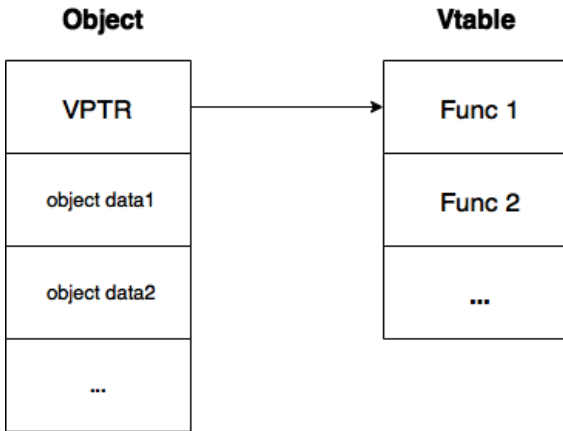 Object
Vtable
VPTR
Func 1
object data1
Func 2
object data2
...
...